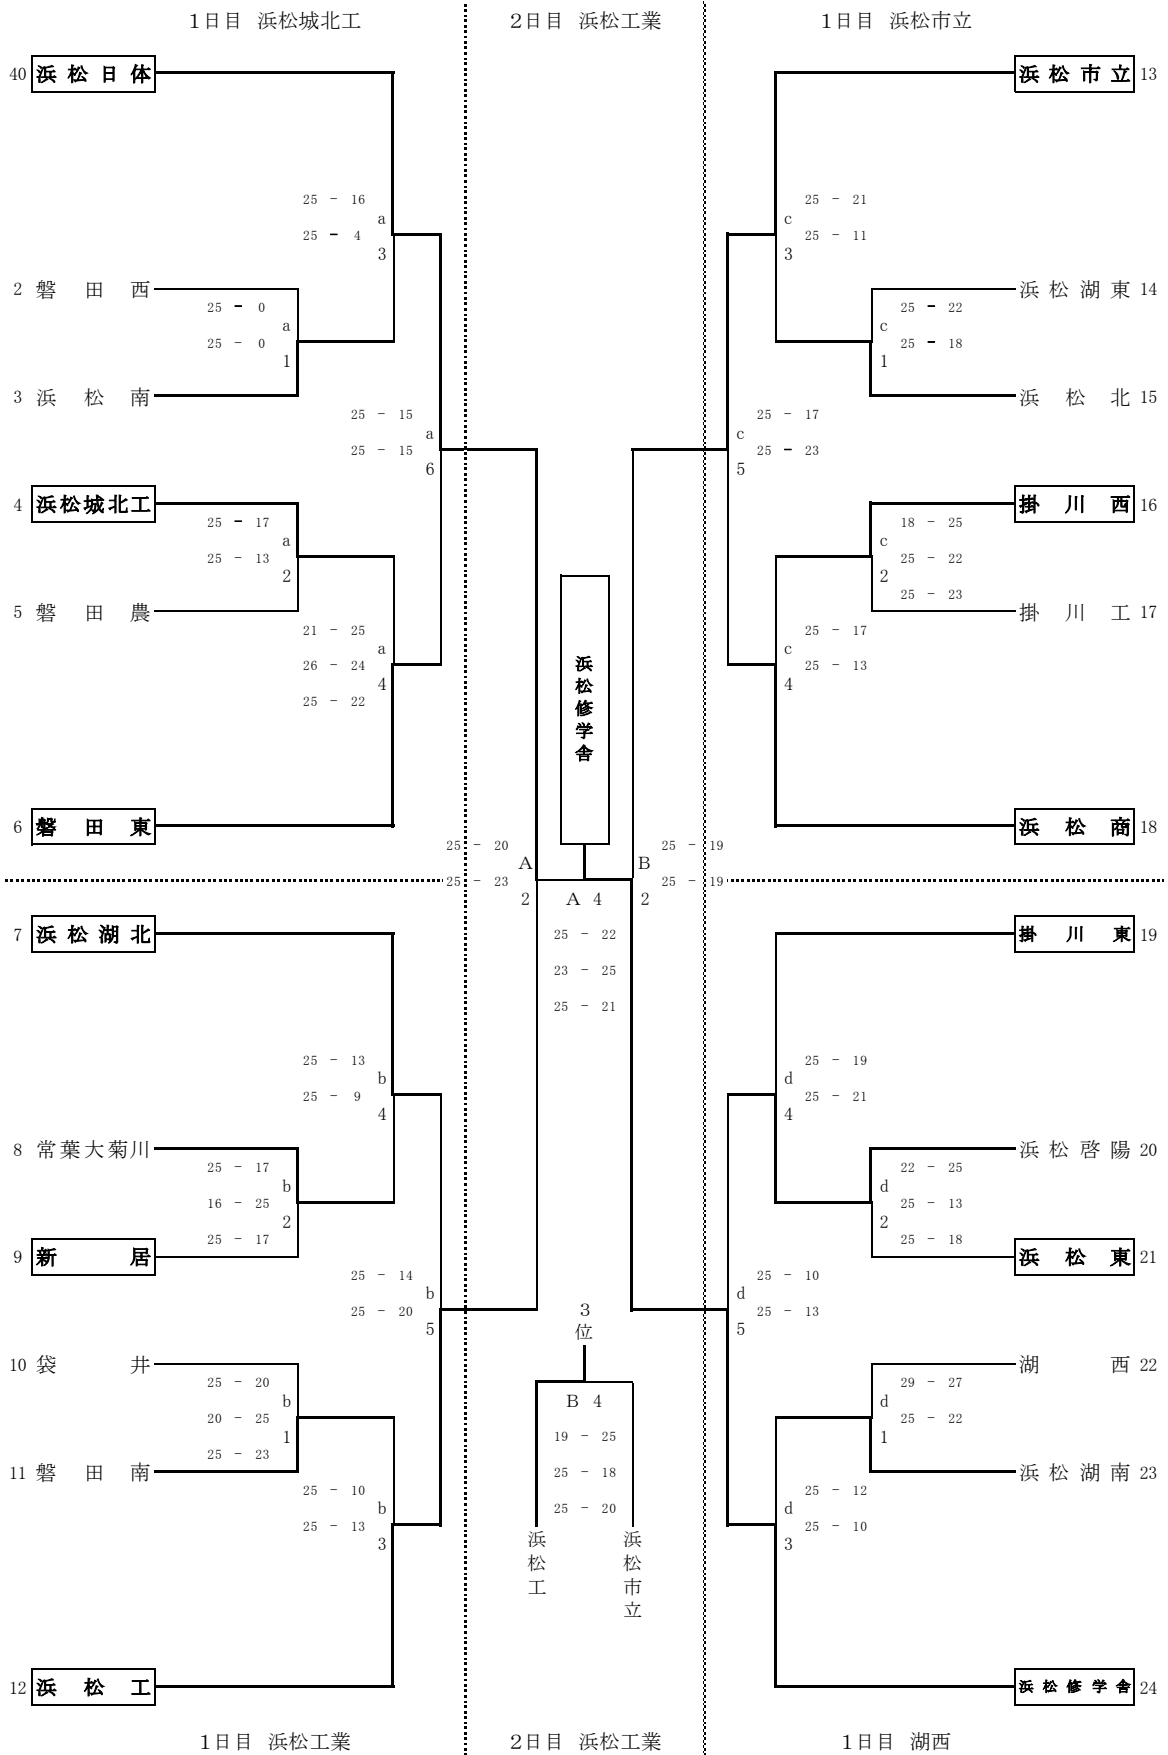 1日目 浜松城北工
2日目 浜松工業
1日目 浜松市立
40 浜松日体
25 － 16
25 － 4
a
3
2 磐田西
25 － 0
25 － 0
a
1
3 浜松南
25 － 15
25 － 15
a
6
4 浜松城北工
25 － 17
25 － 13
a
2
5 磐田農
21 － 25
26 － 24
25 － 22
a
4
6 磐田東
7 浜松湖北
25 － 13
25 － 9
b
4
8 常葉大菊川
25 － 17
16 － 25
25 － 17
b
2
9 新居
25 － 14
25 － 20
b
5
10 袋井
25 － 20
20 － 25
25 － 23
b
1
11 磐田南
25 － 10
25 － 13
b
3
12 浜松工
浜松修学舎
25 － 20
25 － 23
A
2
A 4
25 － 22
23 － 25
25 － 21
B
2
25 － 19
25 － 19
3位
B 4
19 － 25
25 － 18
25 － 20
浜松工
浜松市立
浜松市立 13
25 － 21
25 － 11
c
3
浜松湖東 14
25 － 22
25 － 18
c
1
浜松北 15
25 － 17
25 － 23
c
5
掛川西 16
18 － 25
25 － 22
25 － 23
c
2
掛川工 17
25 － 17
25 － 13
c
4
浜松商 18
掛川東 19
25 － 19
25 － 21
d
4
浜松啓陽 20
22 － 25
25 － 13
25 － 18
d
2
浜松東 21
25 － 10
25 － 13
d
5
湖西 22
29 － 27
25 － 22
d
1
浜松湖南 23
25 － 12
25 － 10
d
3
浜松修学舎 24
1日目 浜松工業
2日目 浜松工業
1日目 湖西